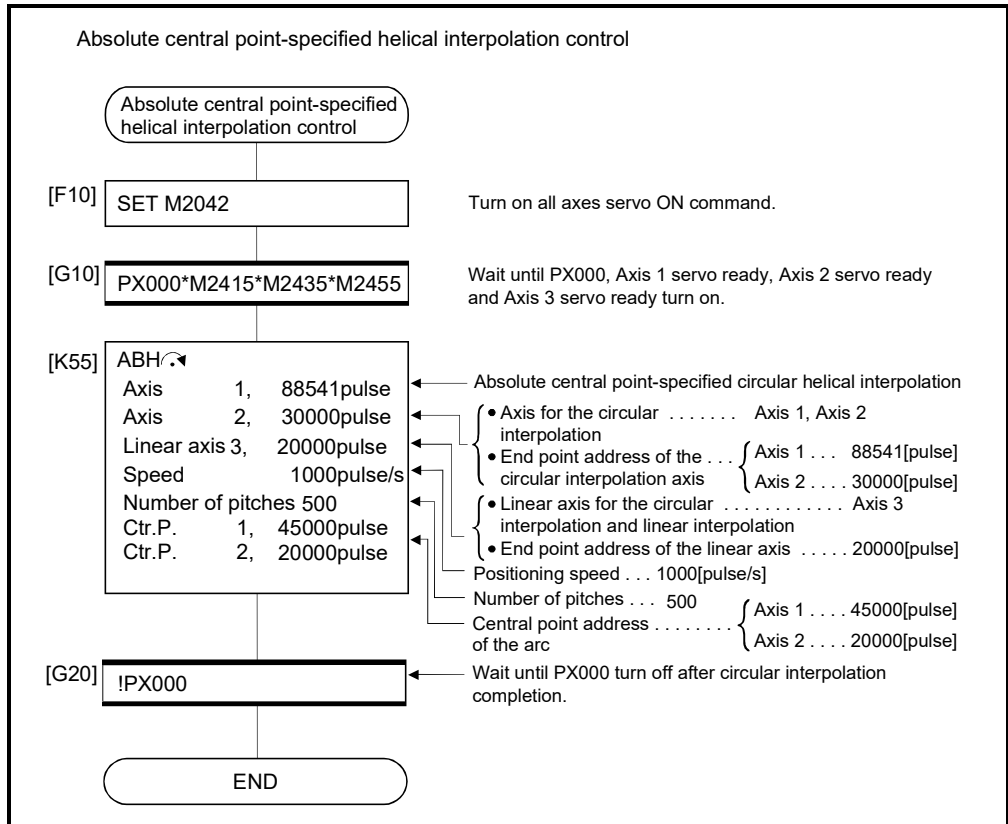 Absolute central point-specified helical interpolation control
Absolute central point-specified
helical interpolation control
[F10]
SET M2042
Turn on all axes servo ON command.
[G10]
PX000*M2415*M2435*M2455
Wait until PX000, Axis 1 servo ready, Axis 2 servo ready
and Axis 3 servo ready turn on.
[K55]
ABH
Axis 1, 88541pulse
Axis 2, 30000pulse
Linear axis 3, 20000pulse
Speed 1000pulse/s
Number of pitches 500
Ctr.P. 1, 45000pulse
Ctr.P. 2, 20000pulse
Absolute central point-specified circular helical interpolation
• Axis for the circular . . . . . . . Axis 1, Axis 2
interpolation
• End point address of the . . .
circular interpolation axis
Axis 1 . . . 88541[pulse]
Axis 2 . . . . 30000[pulse]
• Linear axis for the circular . . . . . . . . . . . . Axis 3
interpolation and linear interpolation
• End point address of the linear axis . . . . . 20000[pulse]
Positioning speed . . . 1000[pulse/s]
Number of pitches . . . 500
Central point address . . . . . . . .
of the arc
Axis 1 . . . . 45000[pulse]
Axis 2 . . . . 20000[pulse]
[G20]
!PX000
Wait until PX000 turn off after circular interpolation
completion.
END